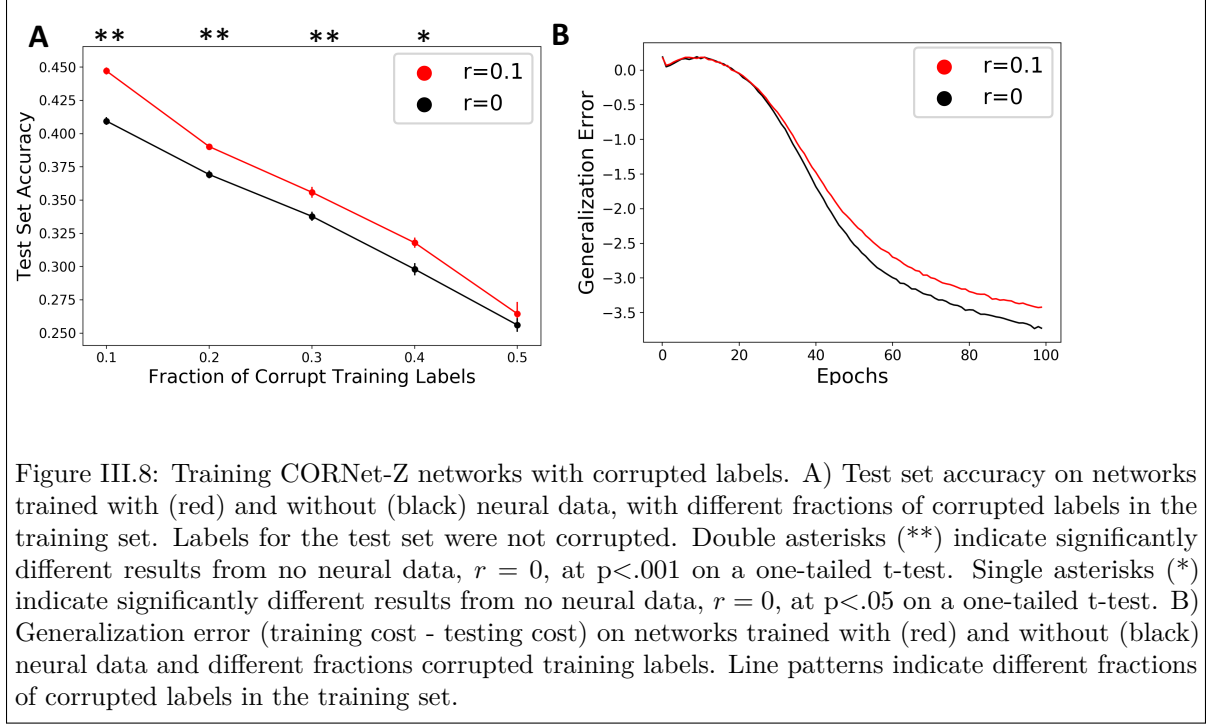 A
** ** ** *
r=0.1
r=0
0.450
0.425
0.400
0.375
0.350
0.325
0.300
0.275
0.250
Test Set Accuracy
0.1 0.2 0.3 0.4 0.5
Fraction of Corrupt Training Labels
B
r=0.1
r=0
0.0
−0.5
−1.0
−1.5
−2.0
−2.5
−3.0
−3.5
Generalization Error
0 20 40 60 80 100
Epochs
Figure III.8: Training CORNet-Z networks with corrupted labels. A) Test set accuracy on networks
trained with (red) and without (black) neural data, with different fractions of corrupted labels in the
training set. Labels for the test set were not corrupted. Double asterisks (**) indicate significantly
different results from no neural data, r = 0, at p<.001 on a one-tailed t-test. Single asterisks (*)
indicate significantly different results from no neural data, r = 0, at p<.05 on a one-tailed t-test. B)
Generalization error (training cost - testing cost) on networks trained with (red) and without (black)
neural data and different fractions corrupted training labels. Line patterns indicate different fractions
of corrupted labels in the training set.